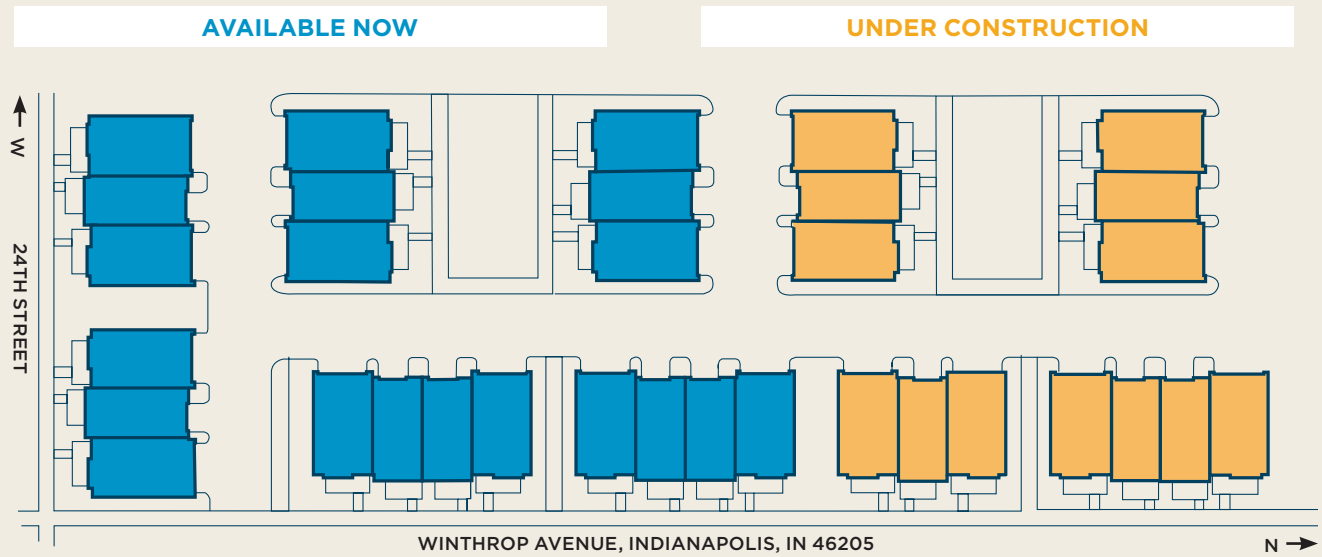 AVAILABLE NOW
UNDER CONSTRUCTION
W
24TH STREET
WINTHROP AVENUE, INDIANAPOLIS, IN 46205
N